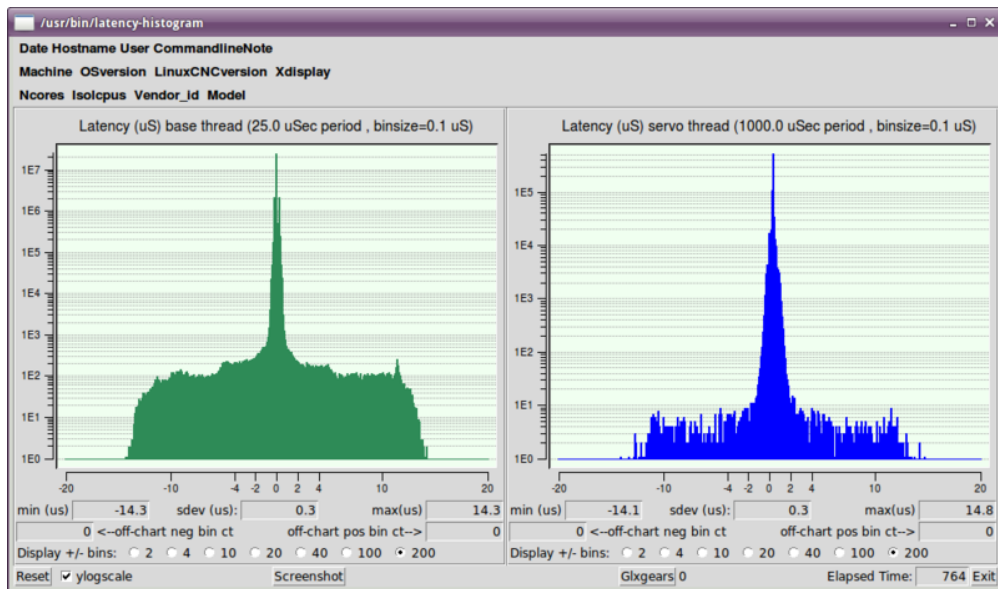 /usr/bin/latency-histogram
Date Hostname User CommandlineNote
Machine OSversion LinuxCNCversion Xdisplay
Ncores Isolcpus Vendor_id Model
Latency (uS) base thread (25.0 uSec period , binsize=0.1 uS)
1E7
1E6
1E5
1E4
1E3
1E2
1E1
1E0
-20 -10 -4 -2 0 2 4 10 20
min (us) -14.3 sdev (us): 0.3 max(us) 14.3
0 <--off-chart neg bin ct off-chart pos bin ct--> 0
Display +/- bins: 2 4 10 20 40 100 200
Latency (uS) servo thread (1000.0 uSec period , binsize=0.1 uS)
1E5
1E4
1E3
1E2
1E1
1E0
-20 -10 -4 -2 0 2 4 10 20
min (us) -14.1 sdev (us): 0.3 max(us) 14.8
0 <--off-chart neg bin ct off-chart pos bin ct--> 0
Display +/- bins: 2 4 10 20 40 100 200
Reset ylogscale Screenshot Glxgears 0 Elapsed Time: 764 Exit